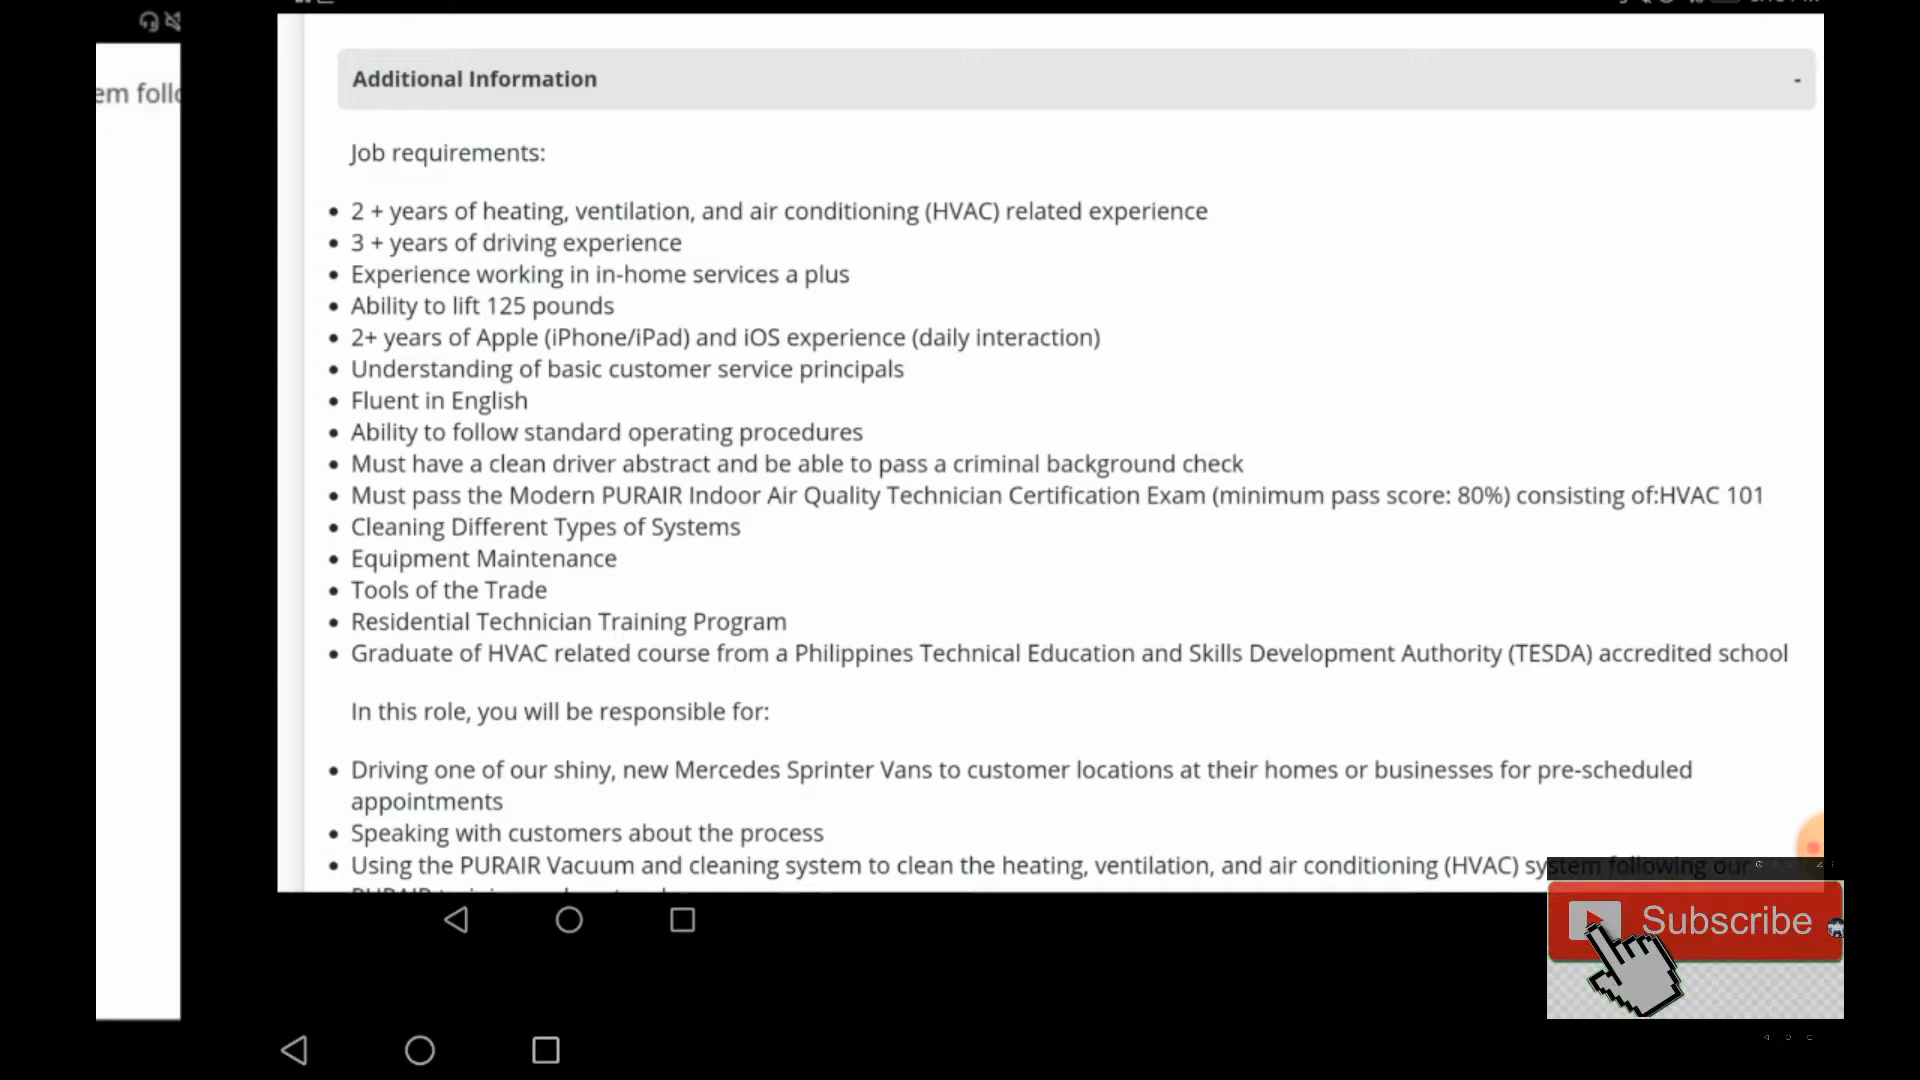 em follo
Additional Information
-
Job requirements:
2 + years of heating, ventilation, and air conditioning (HVAC) related experience
3 + years of driving experience
Experience working in in-home services a plus
Ability to lift 125 pounds
2+ years of Apple (iPhone/iPad) and iOS experience (daily interaction)
Understanding of basic customer service principals
Fluent in English
Ability to follow standard operating procedures
Must have a clean driver abstract and be able to pass a criminal background check
Must pass the Modern PURAIR Indoor Air Quality Technician Certification Exam (minimum pass score: 80%) consisting of:HVAC 101
Cleaning Different Types of Systems
Equipment Maintenance
Tools of the Trade
Residential Technician Training Program
Graduate of HVAC related course from a Philippines Technical Education and Skills Development Authority (TESDA) accredited school
In this role, you will be responsible for:
Driving one of our shiny, new Mercedes Sprinter Vans to customer locations at their homes or businesses for pre-scheduled
appointments
Speaking with customers about the process
Using the PURAIR Vacuum and cleaning system to clean the heating, ventilation, and air conditioning (HVAC) system following our
Subscribe